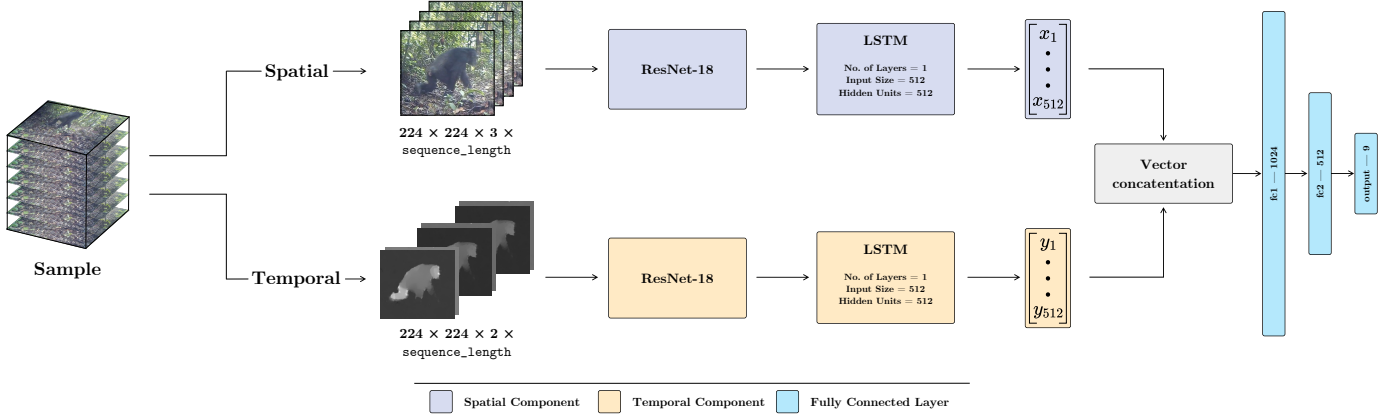 Sample
Spatial
224 × 224 × 3 ×
sequence_length
ResNet-18
LSTM
No. of Layers = 1
Input Size = 512
Hidden Units = 512
x1
x512
Temporal
224 × 224 × 2 ×
sequence_length
ResNet-18
LSTM
No. of Layers = 1
Input Size = 512
Hidden Units = 512
y1
y512
Vector
concatentation
fc1 — 1024
fc2 — 512
output — 9
Spatial Component
Temporal Component
Fully Connected Layer